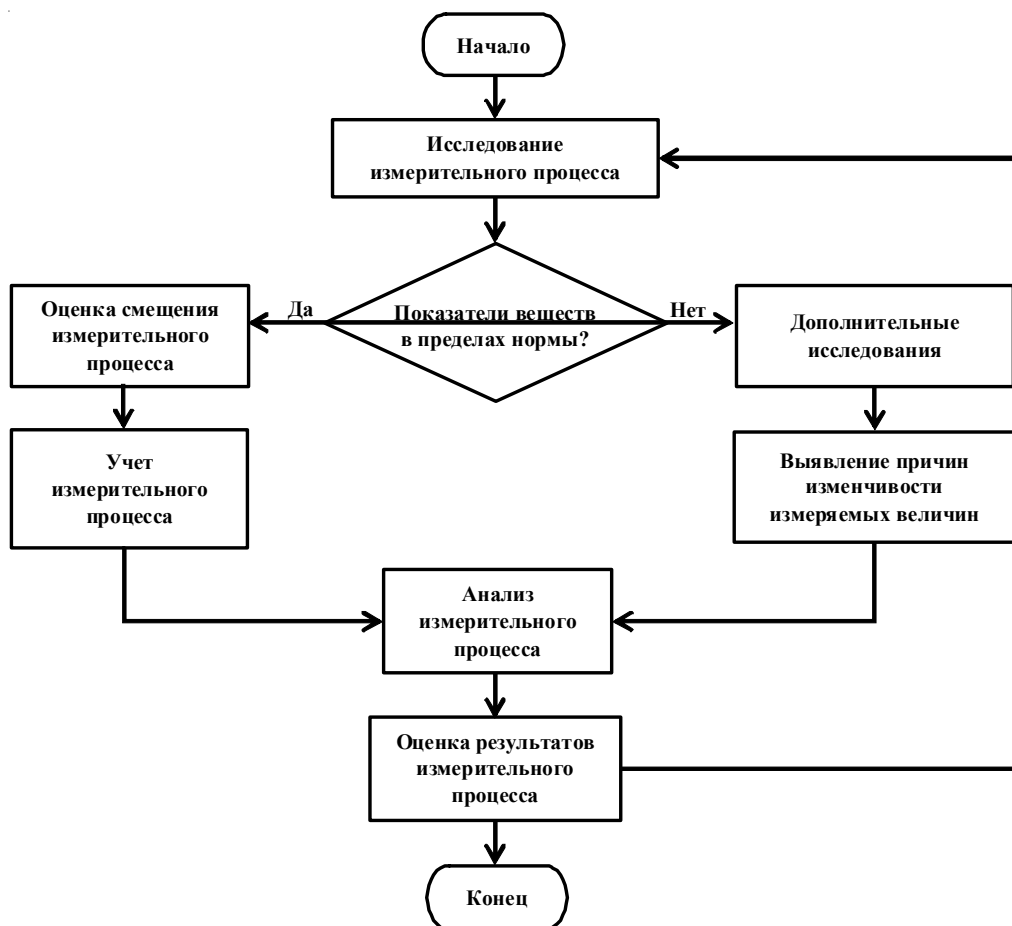 Начало
Исследование
измерительного процесса
Да
Показатели веществ
в пределах нормы?
Нет
Оценка смещения
измерительного
процесса
Дополнительные
исследования
Учет
измерительного
процесса
Выявление причин
изменчивости
измеряемых величин
Анализ
измерительного
процесса
Оценка результатов
измерительного
процесса
Конец